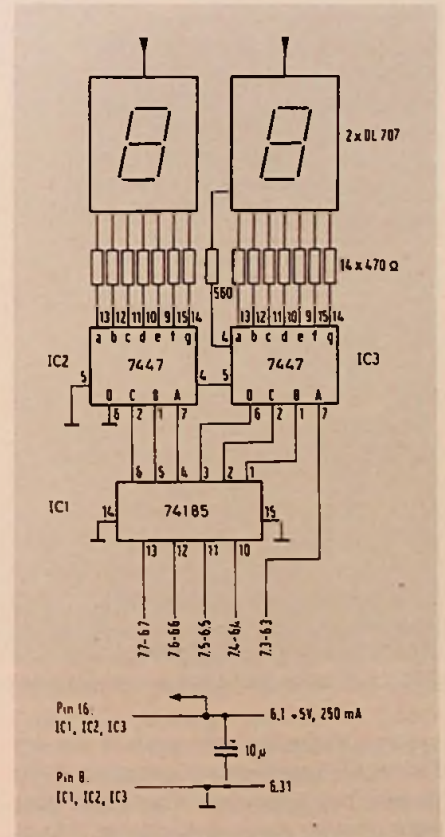 2 x DL 707
14 x 470 Ω
560
13 12 11 10 9 15 14
13 12 11 10 9 15 14
a b c d e f g
4 a b c d e f g
IC2
7447
7447
IC3
5
4
5
D C B A
D C B A
6 2 1 7
6 2 1 7
6 5 4 3 2 1
IC1
14
74185
15
13 12 11 10
7.7-6.7
7.6-6.6
7.5-6.5
7.4-6.4
7.3-6.3
Pin 16.
IC1, IC2, IC3
6.1 +5V, 250 mA
10 µ
Pin 8.
IC1, IC2, IC3
6.31